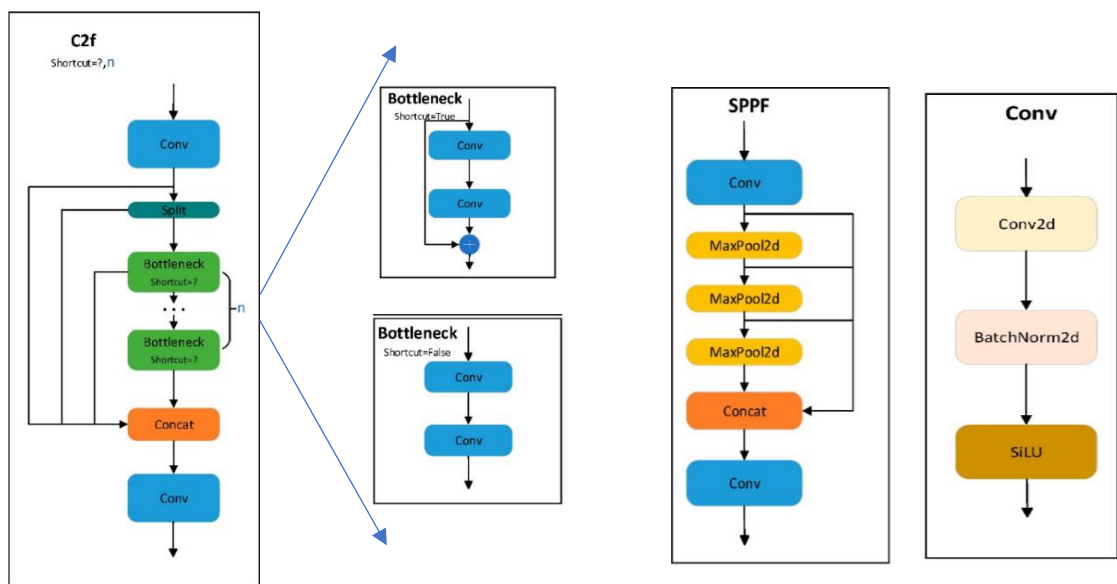 C2f
Shortcut=?,n
Conv
Split
Bottleneck
Shortcut=?
...
Bottleneck
Shortcut=?
n
Concat
Conv
Bottleneck
Shortcut=True
Conv
Conv
+
Bottleneck
Shortcut=False
Conv
Conv
SPPF
Conv
MaxPool2d
MaxPool2d
MaxPool2d
Concat
Conv
Conv
Conv2d
BatchNorm2d
SiLU